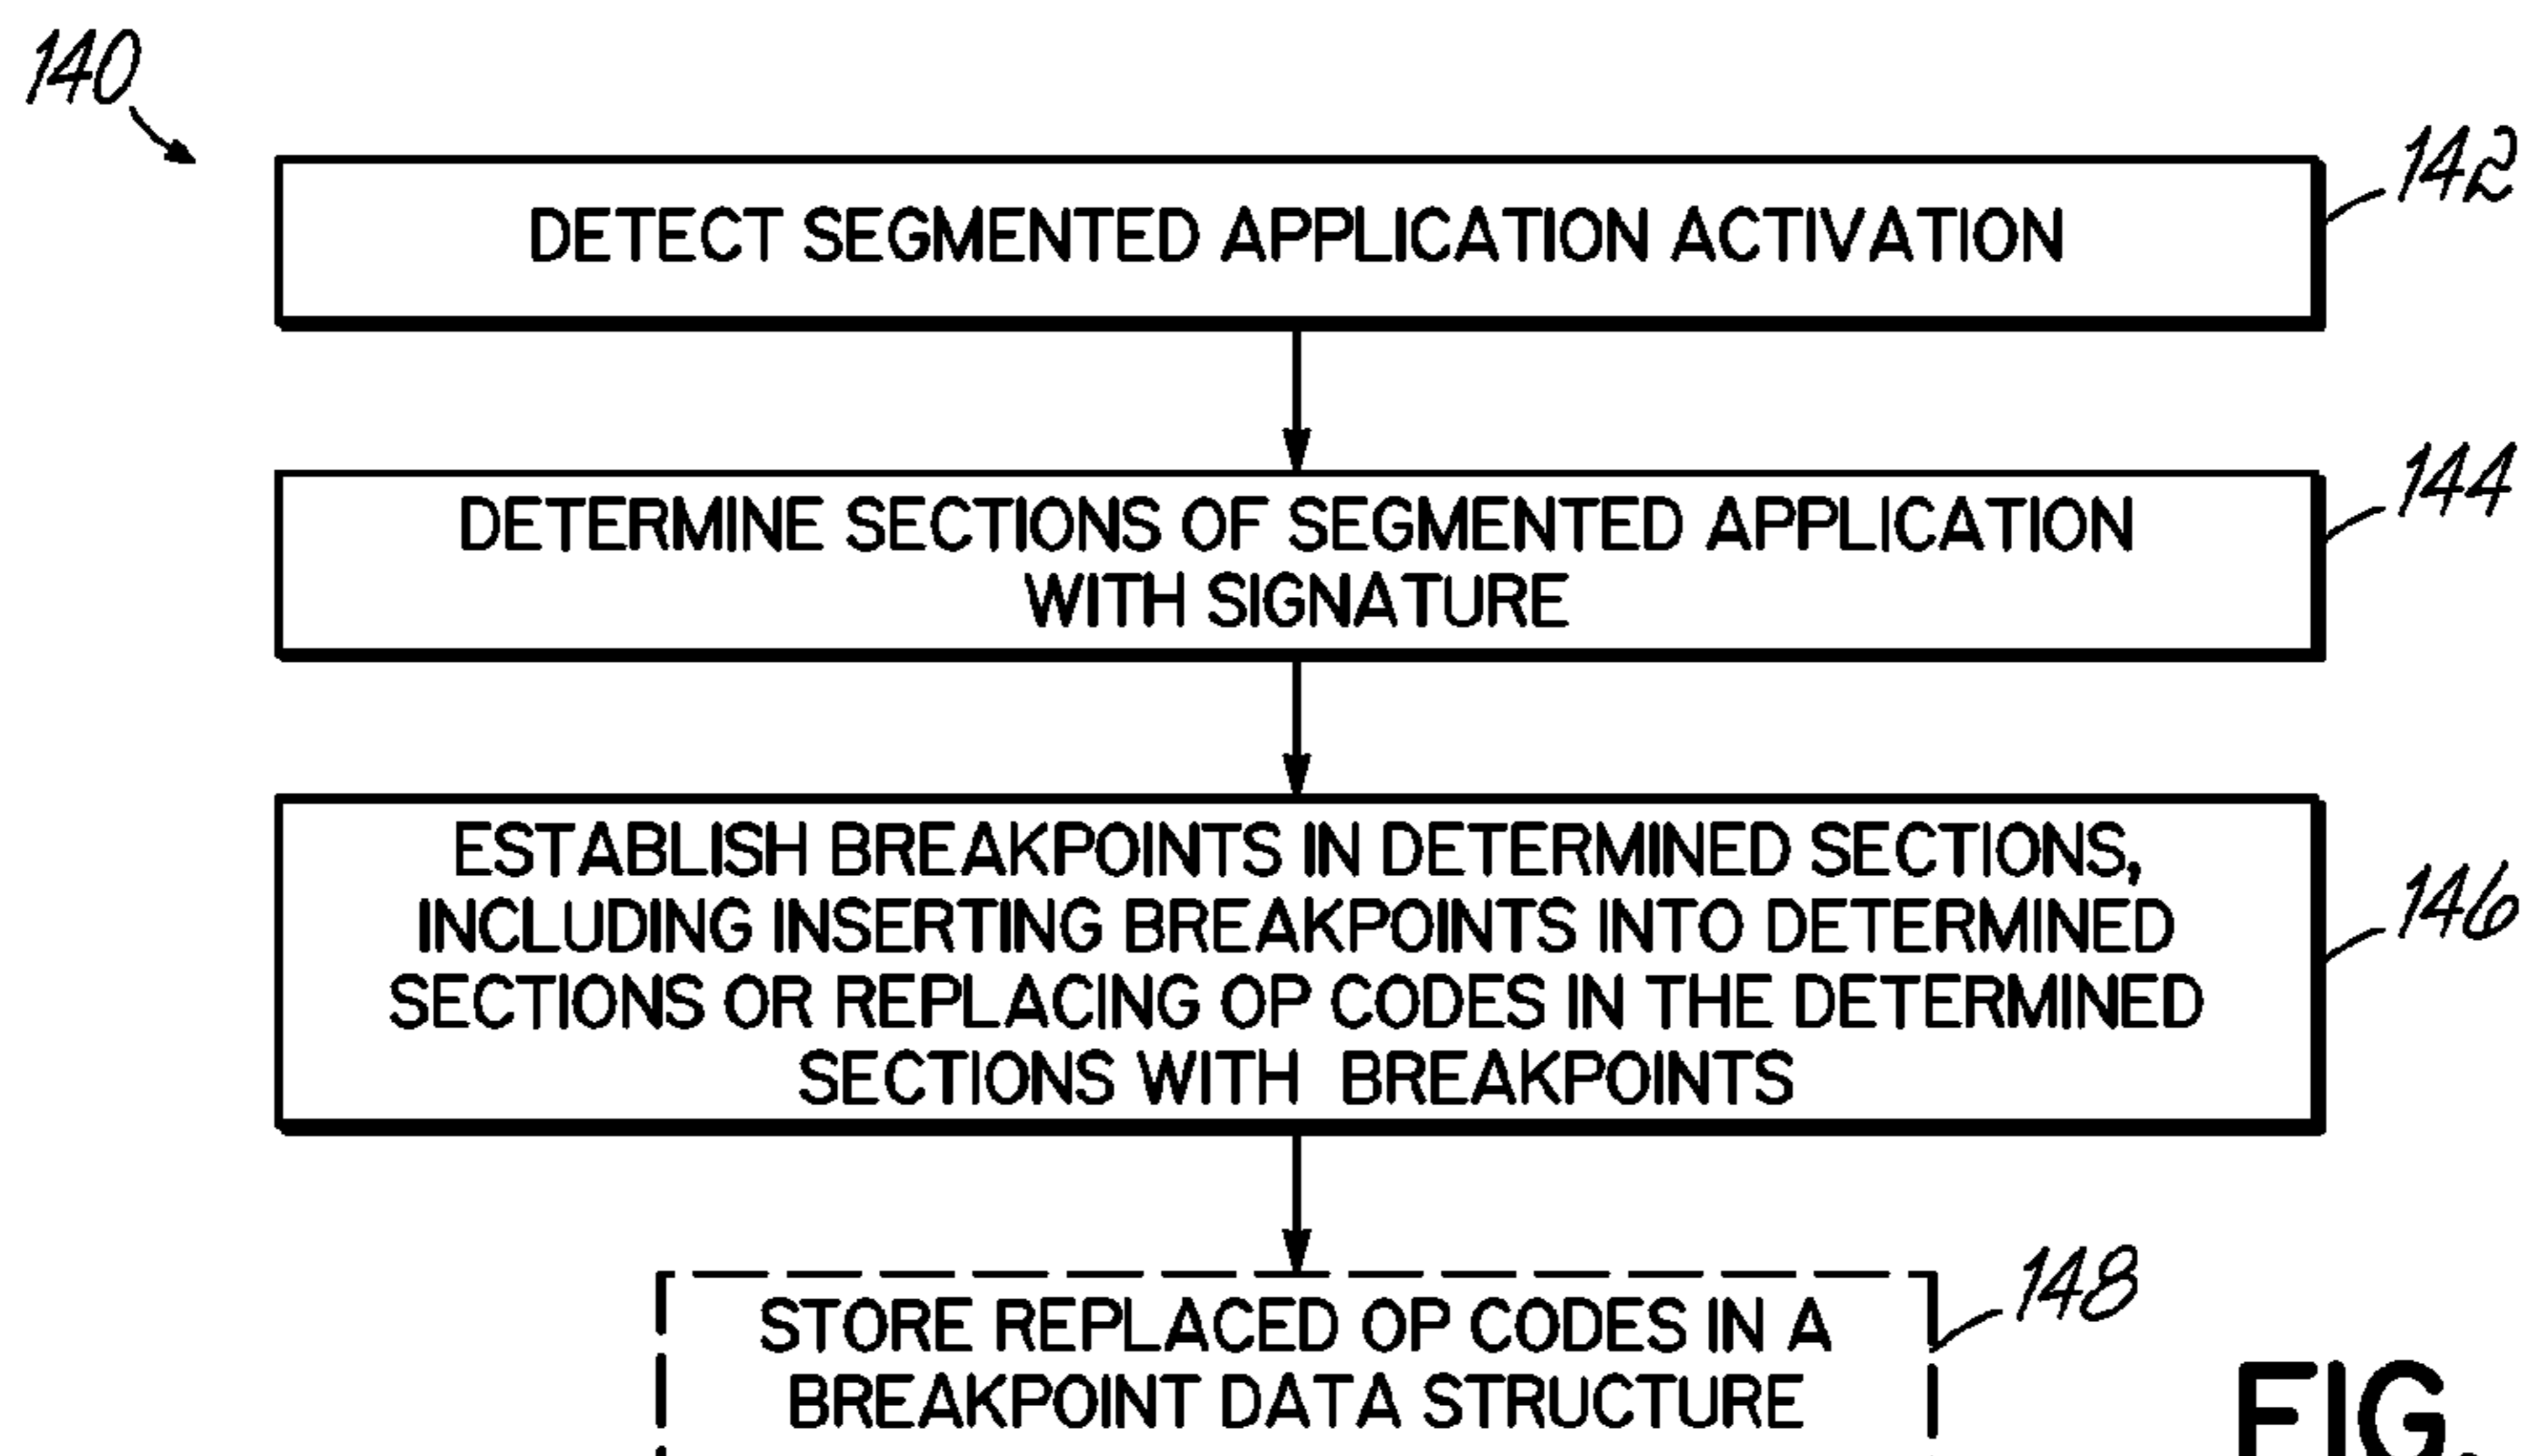 140
DETECT SEGMENTED APPLICATION ACTIVATION
142
DETERMINE SECTIONS OF SEGMENTED APPLICATION
WITH SIGNATURE
144
ESTABLISH BREAKPOINTS IN DETERMINED SECTIONS,
INCLUDING INSERTING BREAKPOINTS INTO DETERMINED
SECTIONS OR REPLACING OP CODES IN THE DETERMINED
SECTIONS WITH BREAKPOINTS
146
STORE REPLACED OP CODES IN A
BREAKPOINT DATA STRUCTURE
148
FIG.